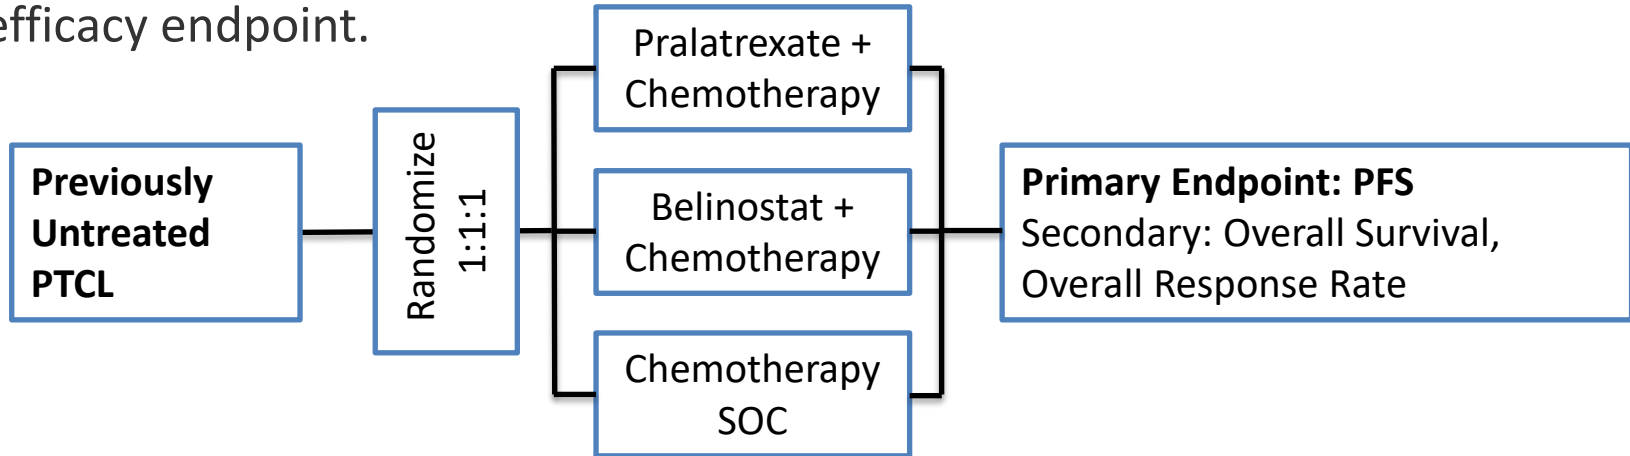 efficacy endpoint.
Previously
Untreated
PTCL
Randomize
1:1:1
Pralatrexate +
Chemotherapy
Belinostat +
Chemotherapy
Chemotherapy
SOC
Primary Endpoint: PFS
Secondary: Overall Survival,
Overall Response Rate